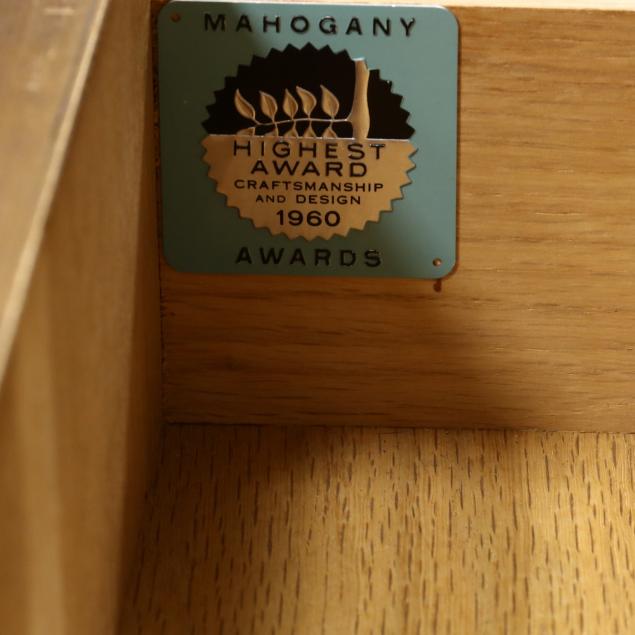 MAHOGANY
HIGHEST
AWARD
CRAFTSMANSHIP
AND DESIGN
1960
AWARDS